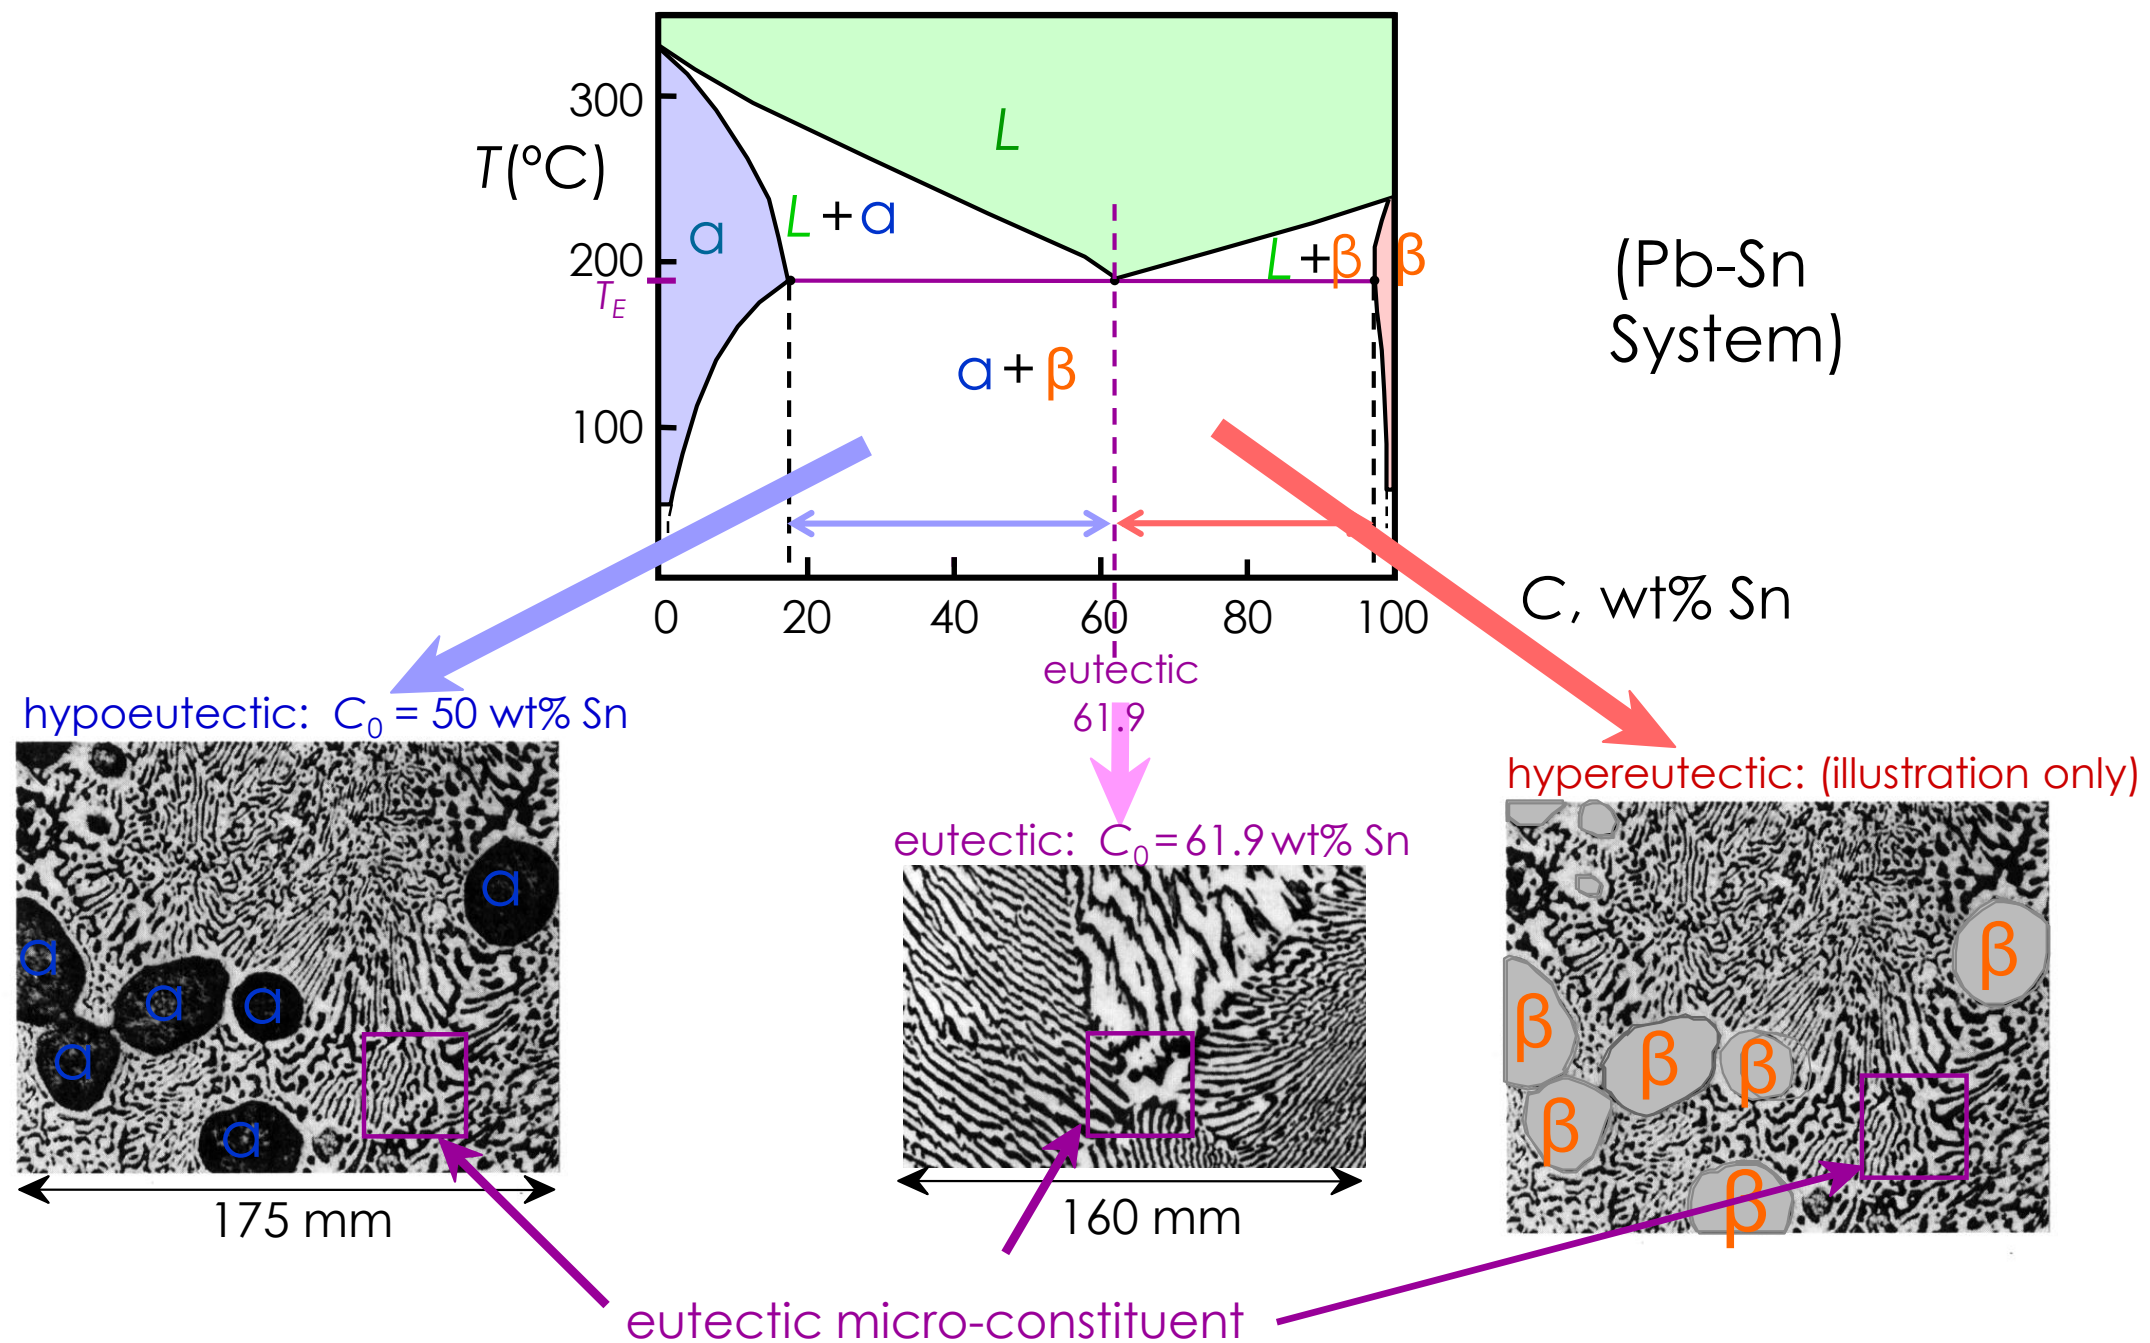 300
T(°C)
L
L + α
α
200
L + β
β
T_E
(Pb-Sn
System)
α + β
100
0 20 40 60 80 100
C, wt% Sn
eutectic
61.9
hypoeutectic: C₀ = 50 wt% Sn
hypereutectic: (illustration only)
eutectic: C₀ = 61.9 wt% Sn
α
α
α
α
α
α
β
β
β
β
β
β
175 mm
160 mm
eutectic micro-constituent